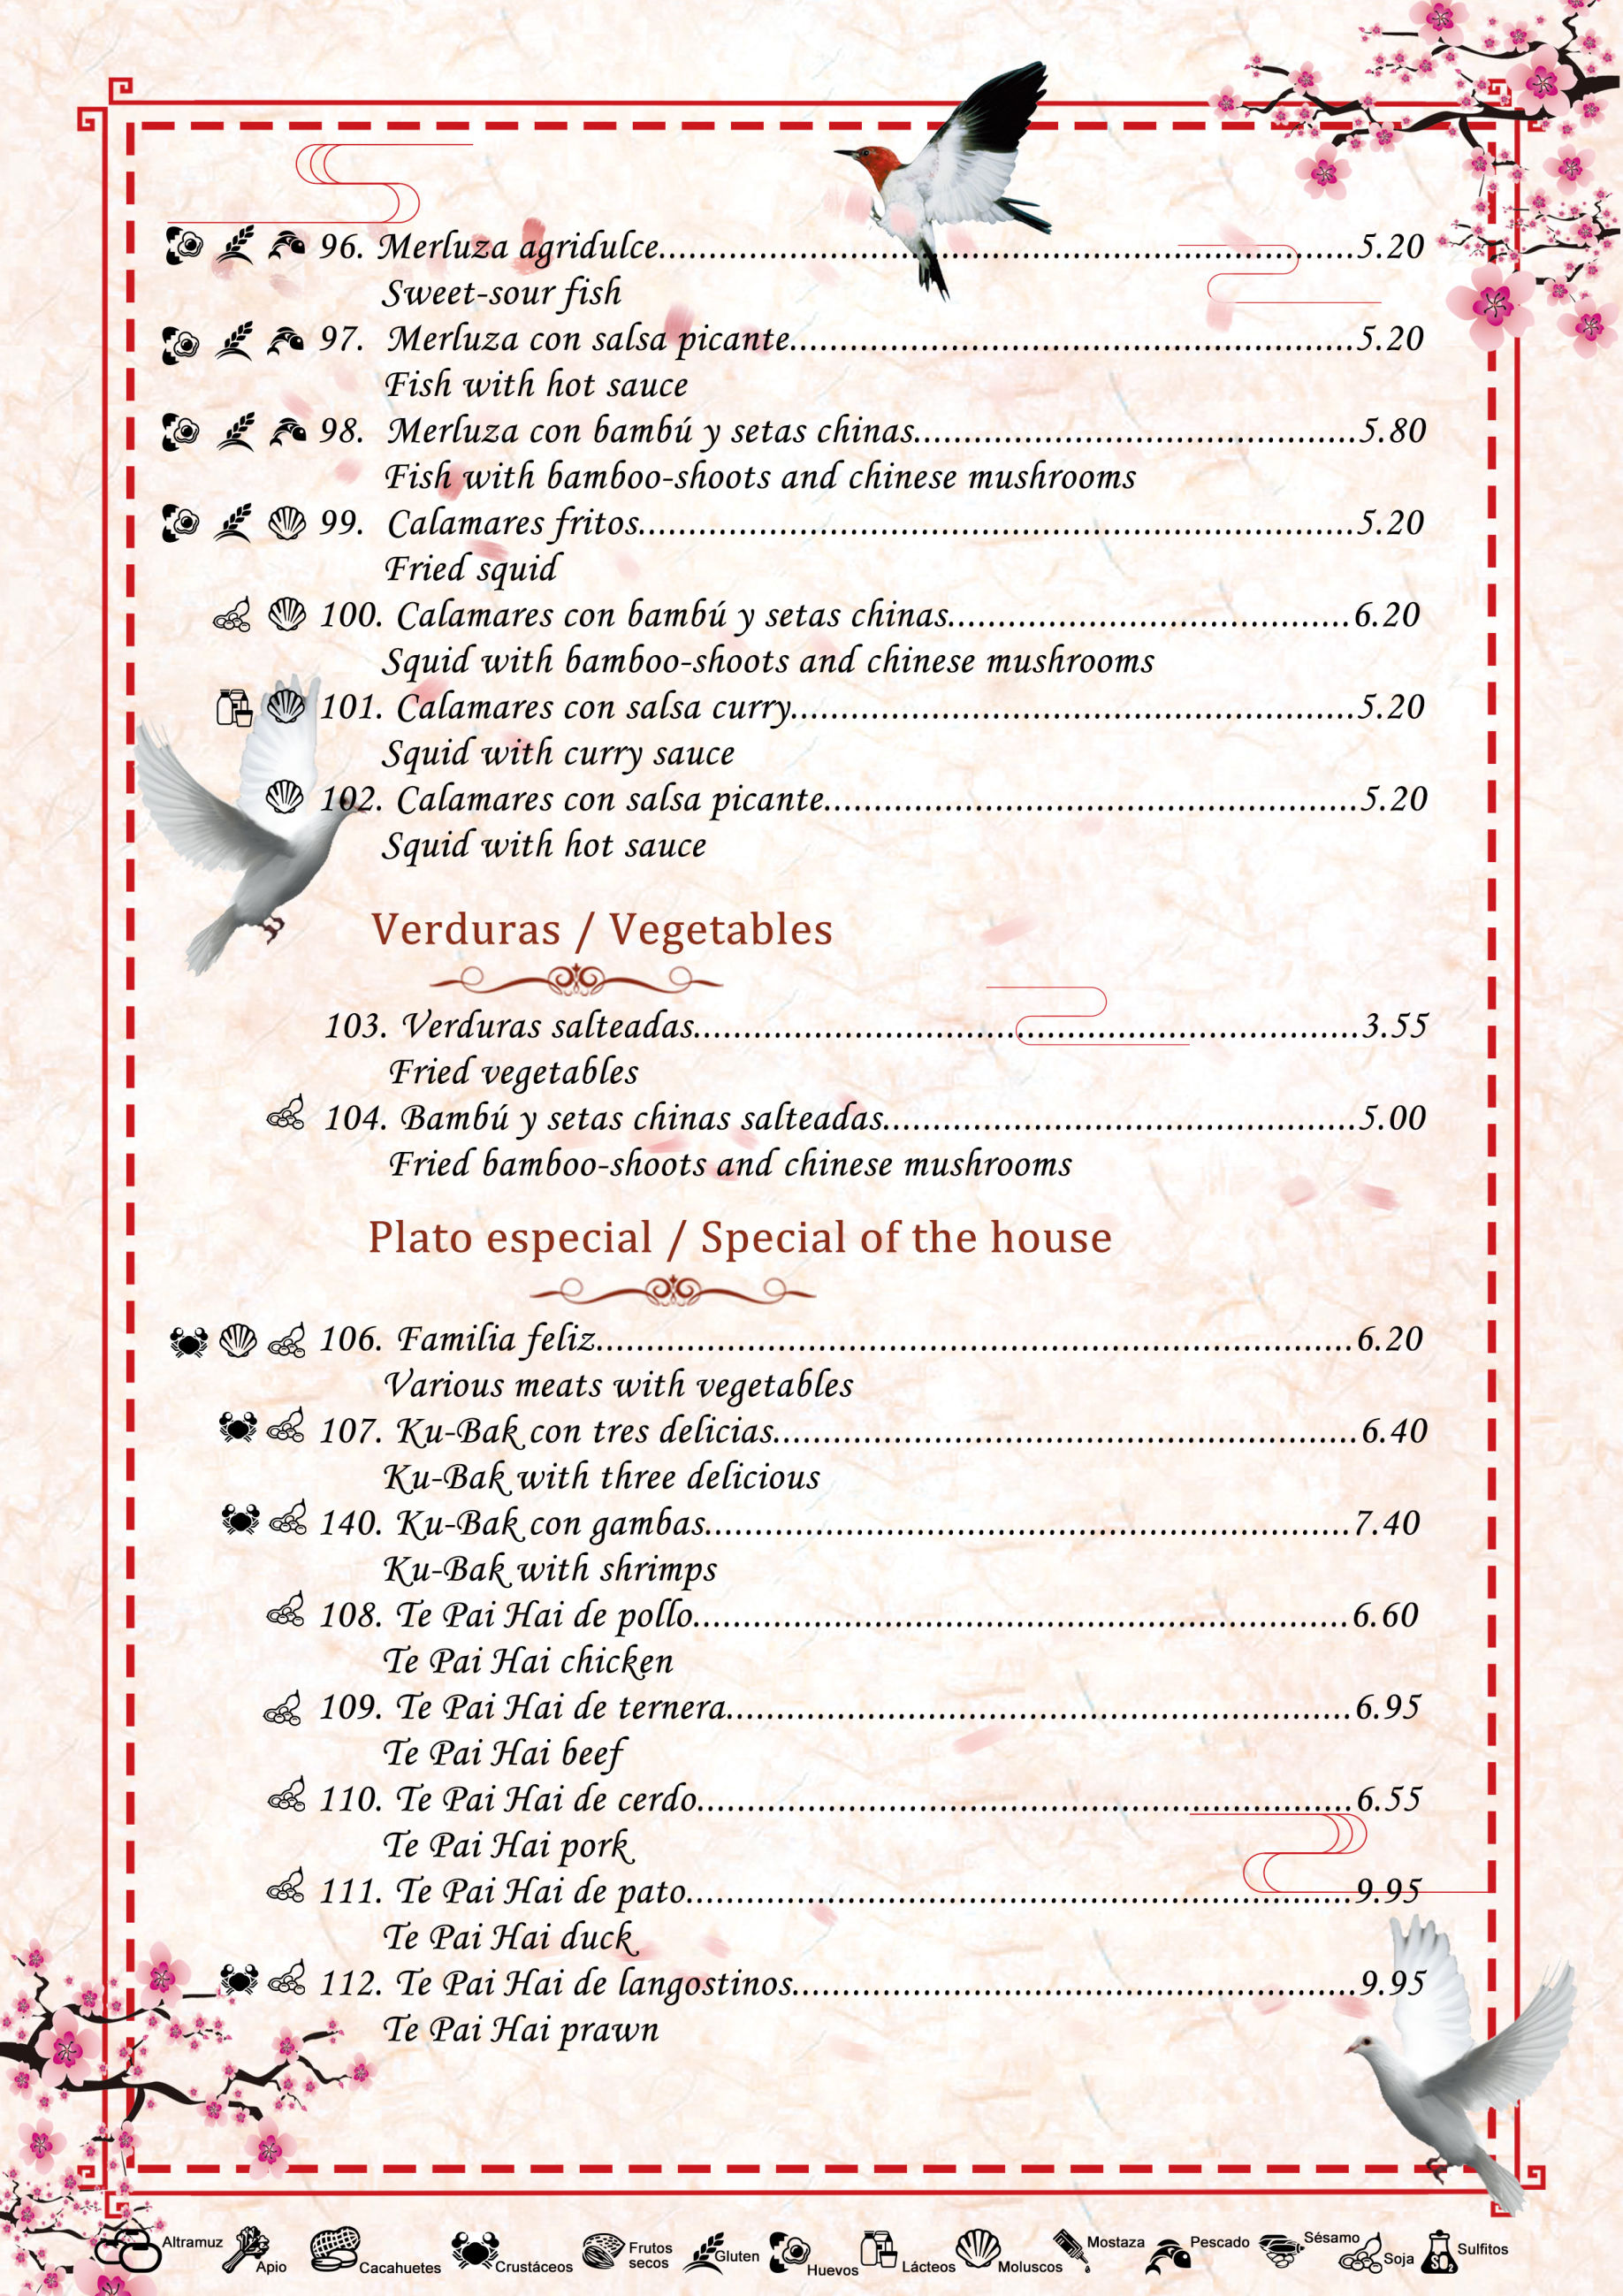 96. Merluza agridulce..........5.20
Sweet-sour fish
97. Merluza con salsa picante..........5.20
Fish with hot sauce
98. Merluza con bambú y setas chinas..........5.80
Fish with bamboo-shoots and chinese mushrooms
99. Calamares fritos..........5.20
Fried squid
100. Calamares con bambú y setas chinas..........6.20
Squid with bamboo-shoots and chinese mushrooms
101. Calamares con salsa curry..........5.20
Squid with curry sauce
102. Calamares con salsa picante..........5.20
Squid with hot sauce
Verduras / Vegetables
103. Verduras salteadas..........3.55
Fried vegetables
104. Bambú y setas chinas salteadas..........5.00
Fried bamboo-shoots and chinese mushrooms
Plato especial / Special of the house
106. Familia feliz..........6.20
Various meats with vegetables
107. Ku-Bak con tres delicias..........6.40
Ku-Bak with three delicious
140. Ku-Bak con gambas..........7.40
Ku-Bak with shrimps
108. Te Pai Hai de pollo..........6.60
Te Pai Hai chicken
109. Te Pai Hai de ternera..........6.95
Te Pai Hai beef
110. Te Pai Hai de cerdo..........6.55
Te Pai Hai pork
111. Te Pai Hai de pato..........9.95
Te Pai Hai duck
112. Te Pai Hai de langostinos..........9.95
Te Pai Hai prawn
Altramuz
Apio
Cacahuetes
Crustáceos
Frutos
secos
Gluten
Huevos
Lácteos
Moluscos
Mostaza
Pescado
Sésamo
Soja
SO2
Sulfitos